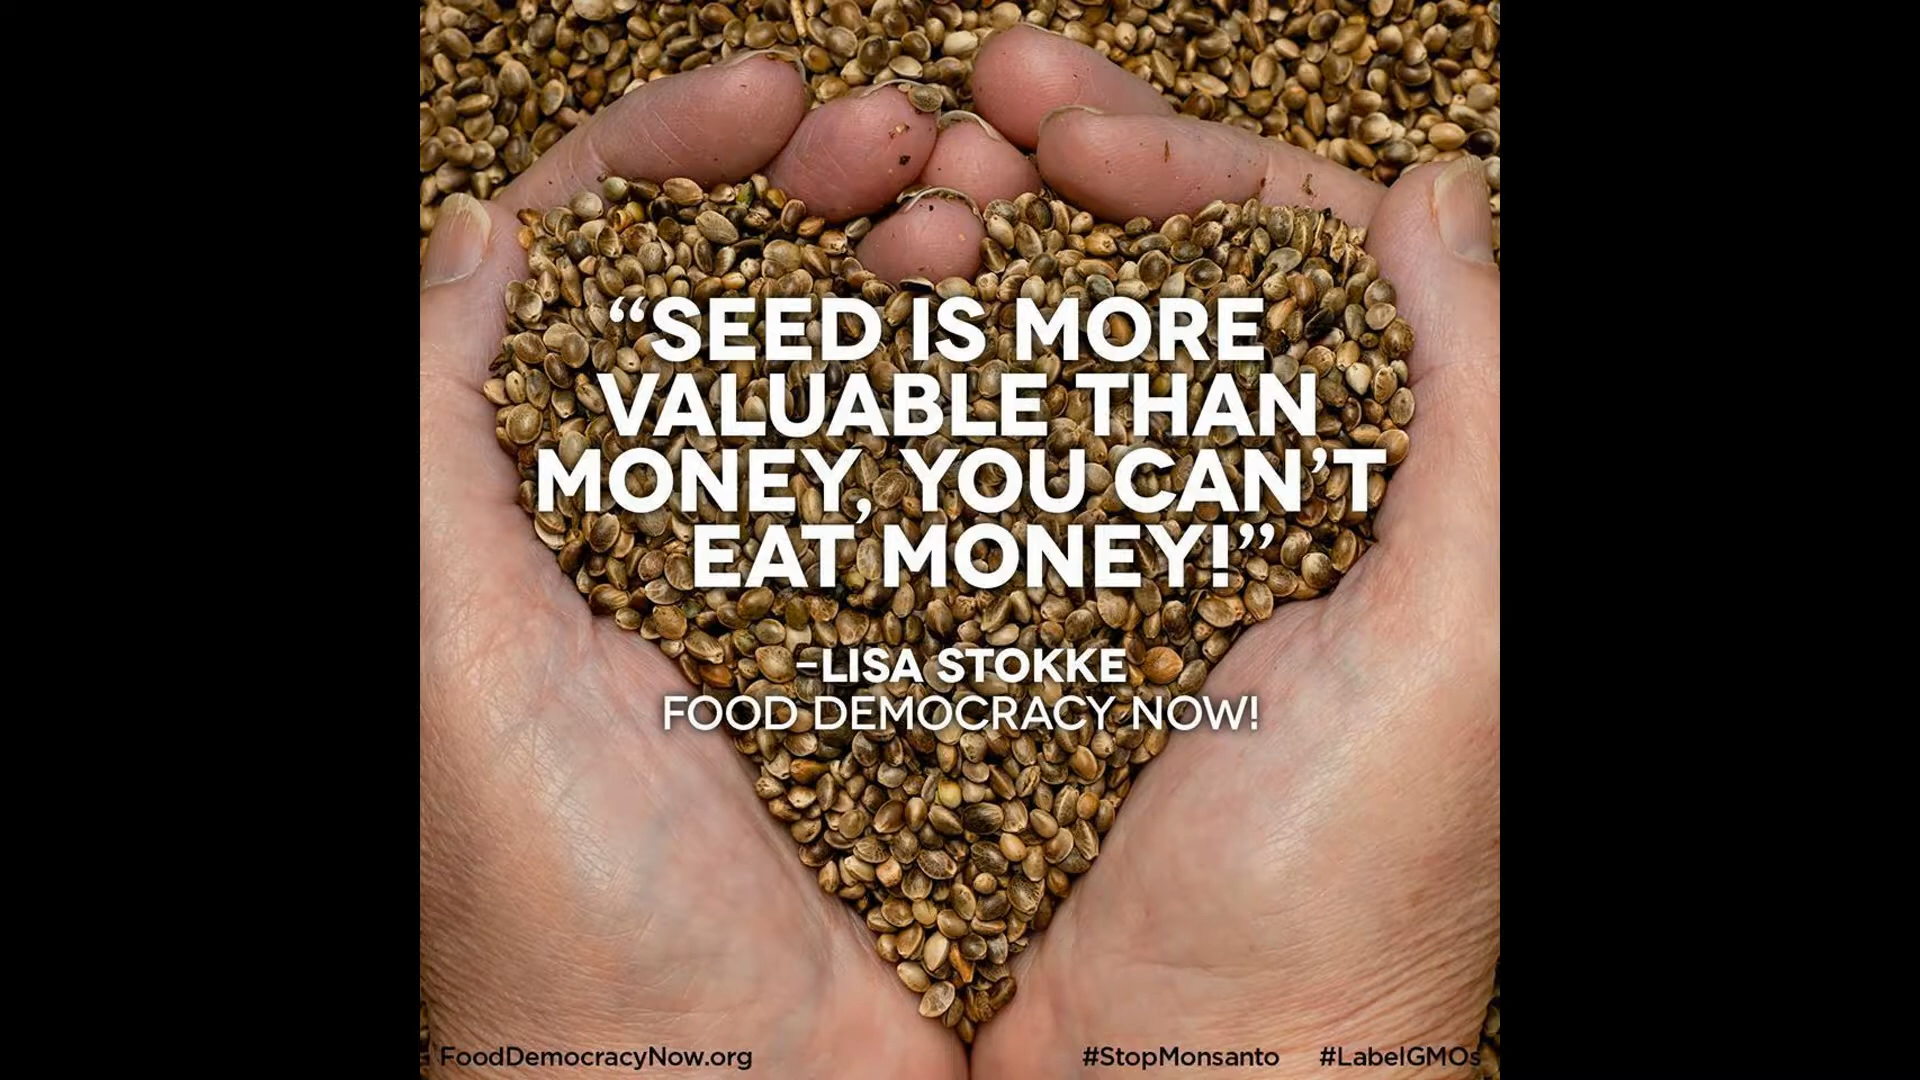 “SEED IS MORE
VALUABLE THAN
MONEY, YOU CAN’T
EAT MONEY!”
–LISA STOKKE
FOOD DEMOCRACY NOW!
FoodDemocracyNow.org #StopMonsanto #LabelGMOs